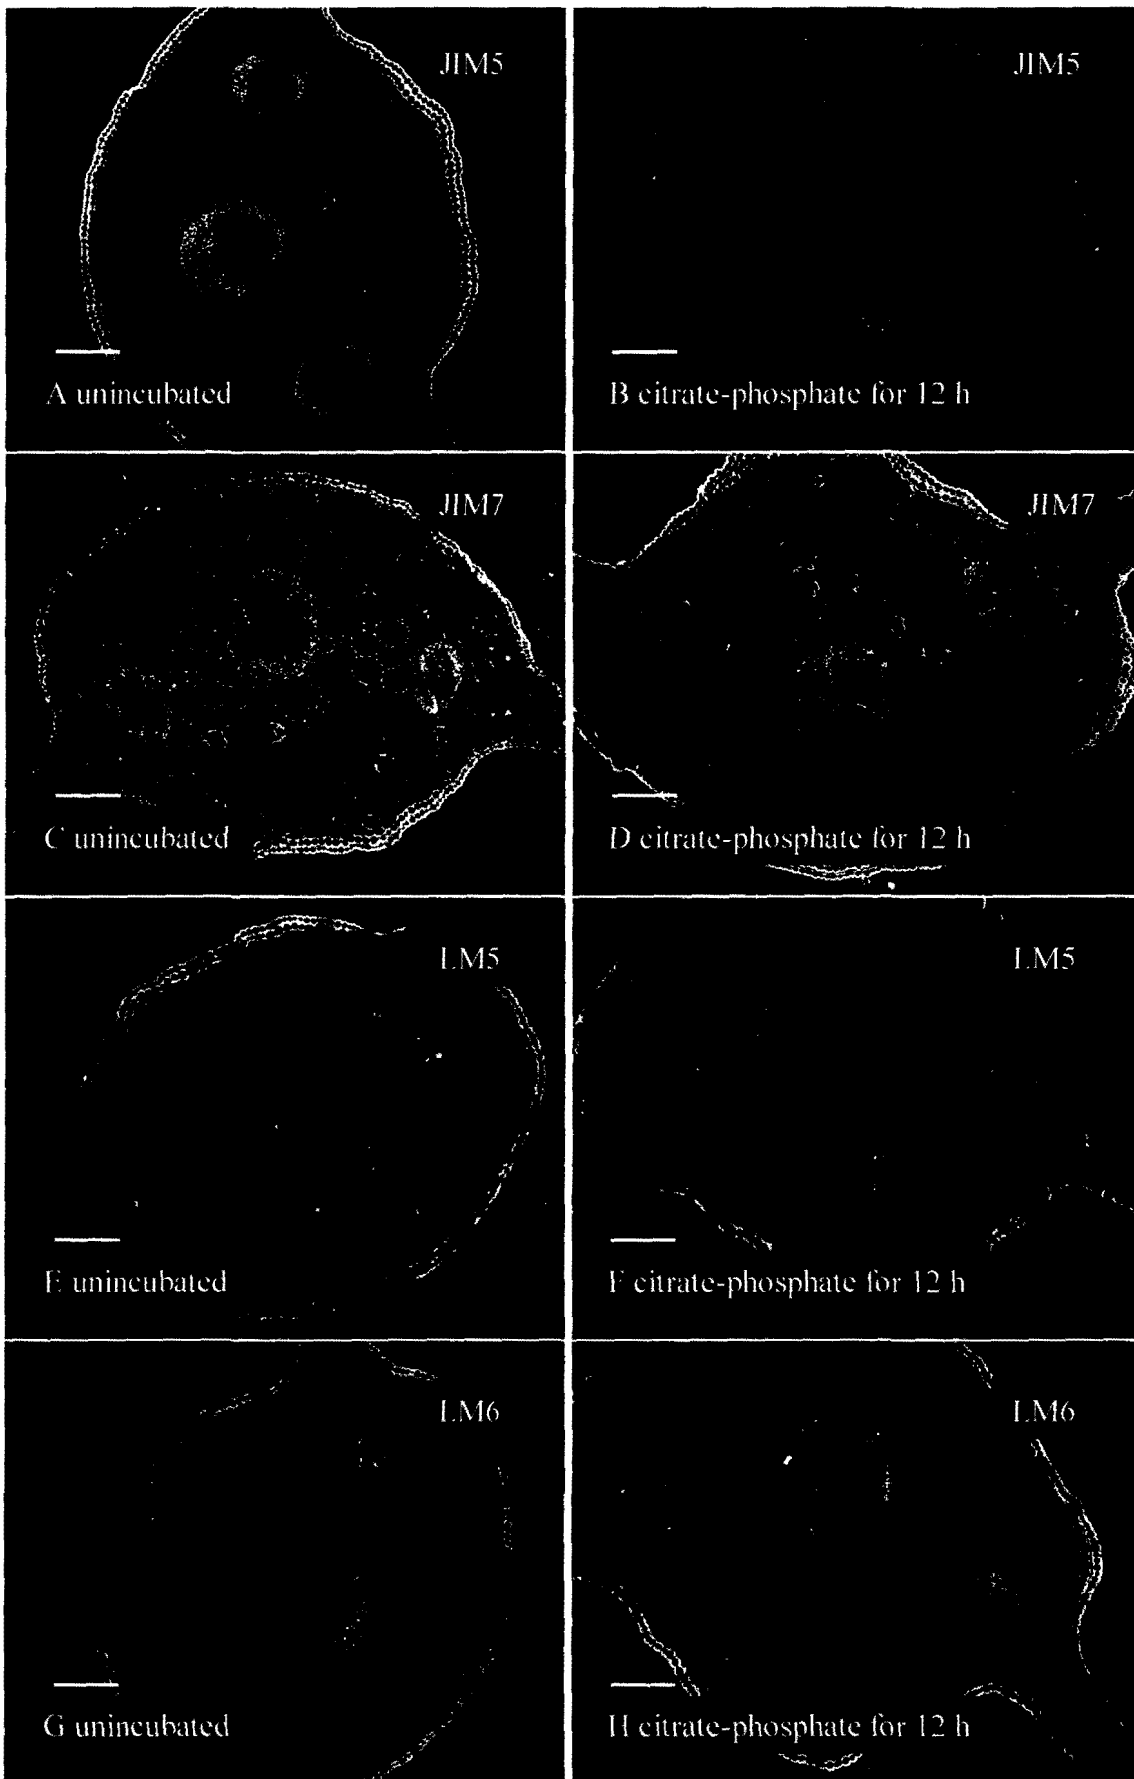 JIM5
A unincubated
JIM5
B citrate-phosphate for 12 h
JIM7
C unincubated
JIM7
D citrate-phosphate for 12 h
LM5
E unincubated
LM5
F citrate-phosphate for 12 h
LM6
G unincubated
LM6
H citrate-phosphate for 12 h